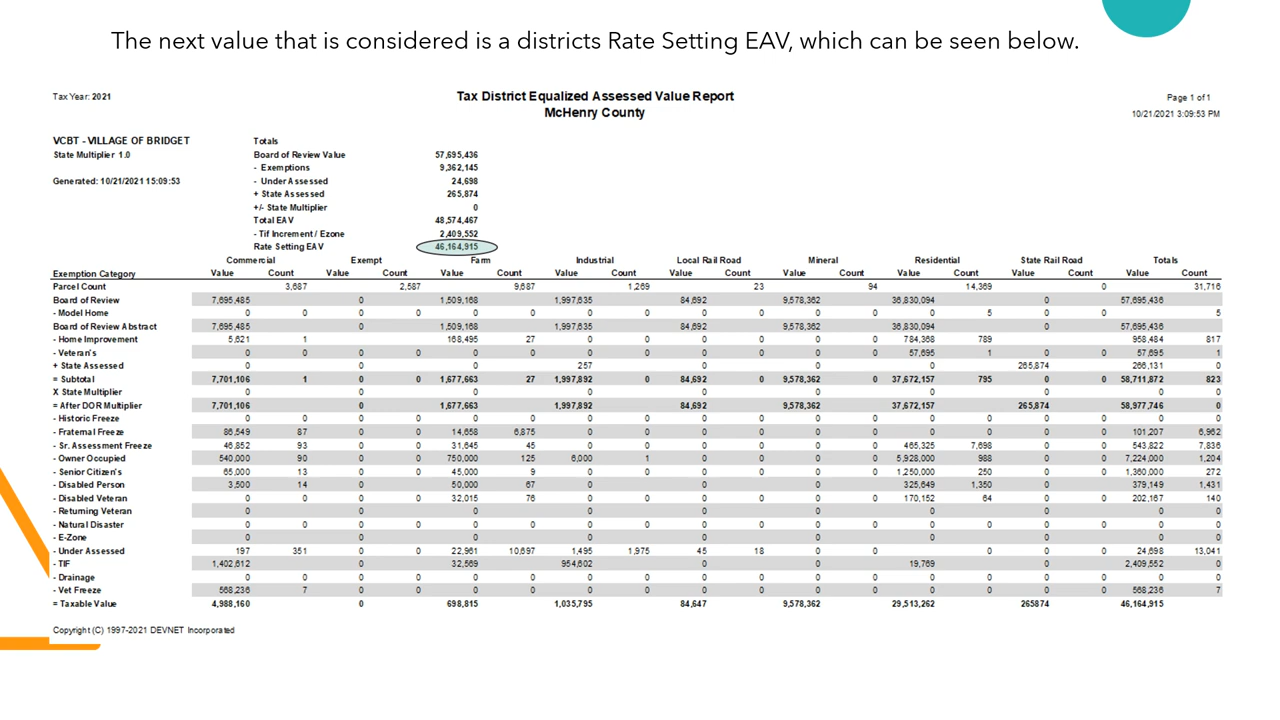 The next value that is considered is a districts Rate Setting EAV, which can be seen below.
Tax Year: 2021 Tax District Equalized Assessed Value Report Page 1 of 1
McHenry County 10/21/2021 3:09:53 PM
VCBT - VILLAGE OF BRIDGET Totals
State Multiplier 1.0 Board of Review Value 57,695,436
- Exemptions 9,362,145
Generated: 10/21/2021 15:09:53 - Under Assessed 24,698
+ State Assessed 265,874
+/- State Multiplier 0
Total EAV 48,574,467
- Tif Increment / Ezone 2,409,552
Rate Setting EAV 46,164,915
Commercial Exempt Farm Industrial Local Rail Road Mineral Residential State Rail Road Totals
Exemption Category Value Count Value Count Value Count Value Count Value Count Value Count Value Count Value Count Value Count
Parcel Count 3,687 2,587 9,687 1,269 23 94 14,369 0 31,716
Board of Review 7,695,485 0 1,509,168 1,997,635 84,692 9,578,362 36,830,094 0 57,695,436
- Model Home 0 0 0 0 0 0 0 0 0 0 0 0 0 5 0 0 5
Board of Review Abstract 7,695,485 0 1,509,168 1,997,635 84,692 9,578,362 36,830,094 0 57,695,436
- Home Improvement 5,621 1 0 168,495 27 0 0 0 0 0 0 784,368 789 0 958,484 817
- Veteran's 0 0 0 0 0 0 0 0 0 0 0 0 57,695 1 0 0 57,695 1
+ State Assessed 0 0 0 257 0 0 0 265,874 266,131 0
= Subtotal 7,701,106 1 0 0 1,677,663 27 1,997,892 0 84,692 0 9,578,362 0 37,672,157 795 0 0 58,711,872 823
X State Multiplier 0 0 0 0 0 0 0 0 0
= After DOR Multiplier 7,701,106 0 1,677,663 1,997,892 84,692 9,578,362 37,672,157 265,874 58,977,746 0
- Historic Freeze 0 0 0 0 0 0 0 0 0 0 0 0 0 0 0 0 0 0
- Fraternal Freeze 86,549 87 0 0 14,658 6,875 0 0 0 0 0 0 0 0 0 0 101,207 6,962
- Sr. Assessment Freeze 46,852 93 0 0 31,645 45 0 0 0 0 0 0 465,325 7,698 0 0 543,822 7,836
- Owner Occupied 540,000 90 0 0 750,000 125 6,000 1 0 0 0 0 5,928,000 988 0 0 7,224,000 1,204
- Senior Citizen's 65,000 13 0 0 45,000 9 0 0 0 0 0 0 1,250,000 250 0 0 1,360,000 272
- Disabled Person 3,500 14 0 50,000 67 0 0 0 0 325,649 1,350 0 379,149 1,431
- Disabled Veteran 0 0 0 0 32,015 76 0 0 0 0 0 0 170,152 64 0 0 202,167 140
- Returning Veteran 0 0 0 0 0 0 0 0 0 0
- Natural Disaster 0 0 0 0 0 0 0 0 0 0 0 0 0 0 0 0 0 0
- E-Zone 0 0 0 0 0 0 0 0 0 0
- Under Assessed 197 351 0 0 22,961 10,697 1,495 1,975 45 18 0 0 0 0 0 24,698 13,041
- TIF 1,402,612 0 32,569 954,602 0 0 19,769 0 2,409,552 0
- Drainage 0 0 0 0 0 0 0 0 0 0 0 0 0 0 0 0 0 0
- Vet Freeze 568,236 7 0 0 0 0 0 0 0 0 0 0 0 0 0 0 568,236 7
= Taxable Value 4,988,160 0 698,815 1,035,795 84,647 9,578,362 29,513,262 265874 46,164,915
Copyright (C) 1997-2021 DEVNET Incorporated